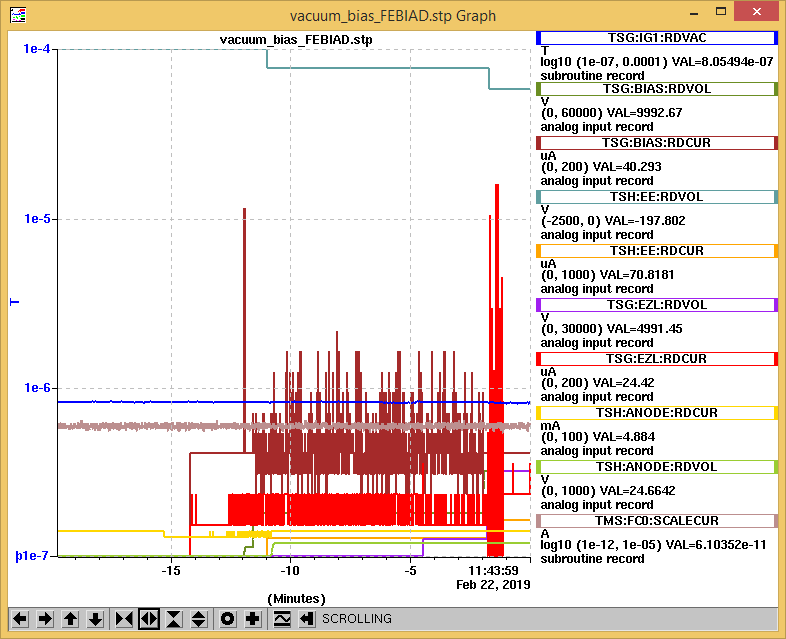 vacuum_bias_FEBIAD.stp Graph
vacuum_bias_FEBIAD.stp
1e-4
1e-5
T
1e-6
1e-7
-15
-10
-5
11:43:59
Feb 22, 2019
(Minutes)
TSG:IG1:RDVAC
T
log10 (1e-07, 0.0001) VAL=8.05494e-07
subroutine record
TSG:BIAS:RDVOL
V
(0, 60000) VAL=9992.67
analog input record
TSG:BIAS:RDCUR
uA
(0, 200) VAL=40.293
analog input record
TSH:EE:RDVOL
V
(-2500, 0) VAL=-197.802
analog input record
TSH:EE:RDCUR
uA
(0, 1000) VAL=70.8181
analog input record
TSG:EZL:RDVOL
V
(0, 30000) VAL=4991.45
analog input record
TSG:EZL:RDCUR
uA
(0, 200) VAL=24.42
analog input record
TSH:ANODE:RDCUR
mA
(0, 100) VAL=4.884
analog input record
TSH:ANODE:RDVOL
V
(0, 1000) VAL=24.6642
analog input record
TMS:FC0:SCALECUR
A
log10 (1e-12, 1e-05) VAL=6.10352e-11
subroutine record
SCROLLING